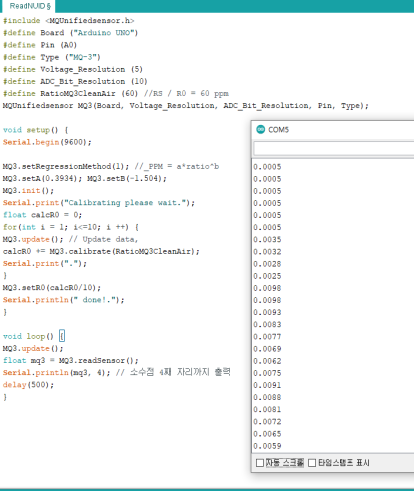 ReadNUID §
#include <MQUnifiedsensor.h>
#define Board ("Arduino UNO")
#define Pin (A0)
#define Type ("MQ-3")
#define Voltage_Resolution (5)
#define ADC_Bit_Resolution (10)
#define RatioMQ3CleanAir (60) //RS / R0 = 60 ppm
MQUnifiedsensor MQ3(Board, Voltage_Resolution, ADC_Bit_Resolution, Pin, Type);
void setup() {
Serial.begin(9600);
MQ3.setRegressionMethod(1); //_PPM = a*ratio^b
MQ3.setA(0.3934); MQ3.setB(-1.504);
MQ3.init();
Serial.print("Calibrating please wait.");
float calcR0 = 0;
for(int i = 1; i<=10; i ++) {
MQ3.update(); // Update data,
calcR0 += MQ3.calibrate(RatioMQ3CleanAir);
Serial.print(".");
}
MQ3.setR0(calcR0/10);
Serial.println(" done!.");
}
void loop() {
MQ3.update();
float mq3 = MQ3.readSensor();
Serial.println(mq3, 4); // 소수점 4째 자리까지 출력
delay(500);
}
COM5
0.0005
0.0005
0.0005
0.0005
0.0005
0.0005
0.0035
0.0032
0.0028
0.0025
0.0098
0.0098
0.0093
0.0083
0.0077
0.0069
0.0062
0.0075
0.0091
0.0088
0.0081
0.0072
0.0065
0.0059
자동 스크롤 타임스탬프 표시